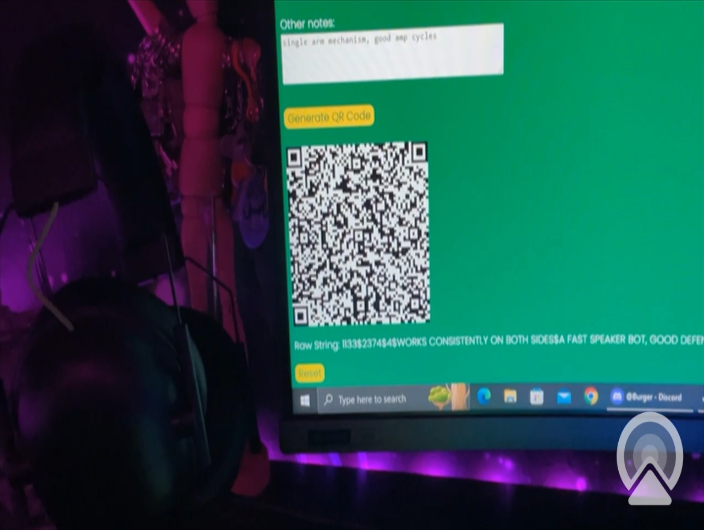 Other notes:
single arm mechanism, good amp cycles
Generate QR Code
Raw String: 1133$2374$4$WORKS CONSISTENTLY ON BOTH SIDES$A FAST SPEAKER BOT, GOOD DEFEN
Reset
Type here to search
@Burger - Discord